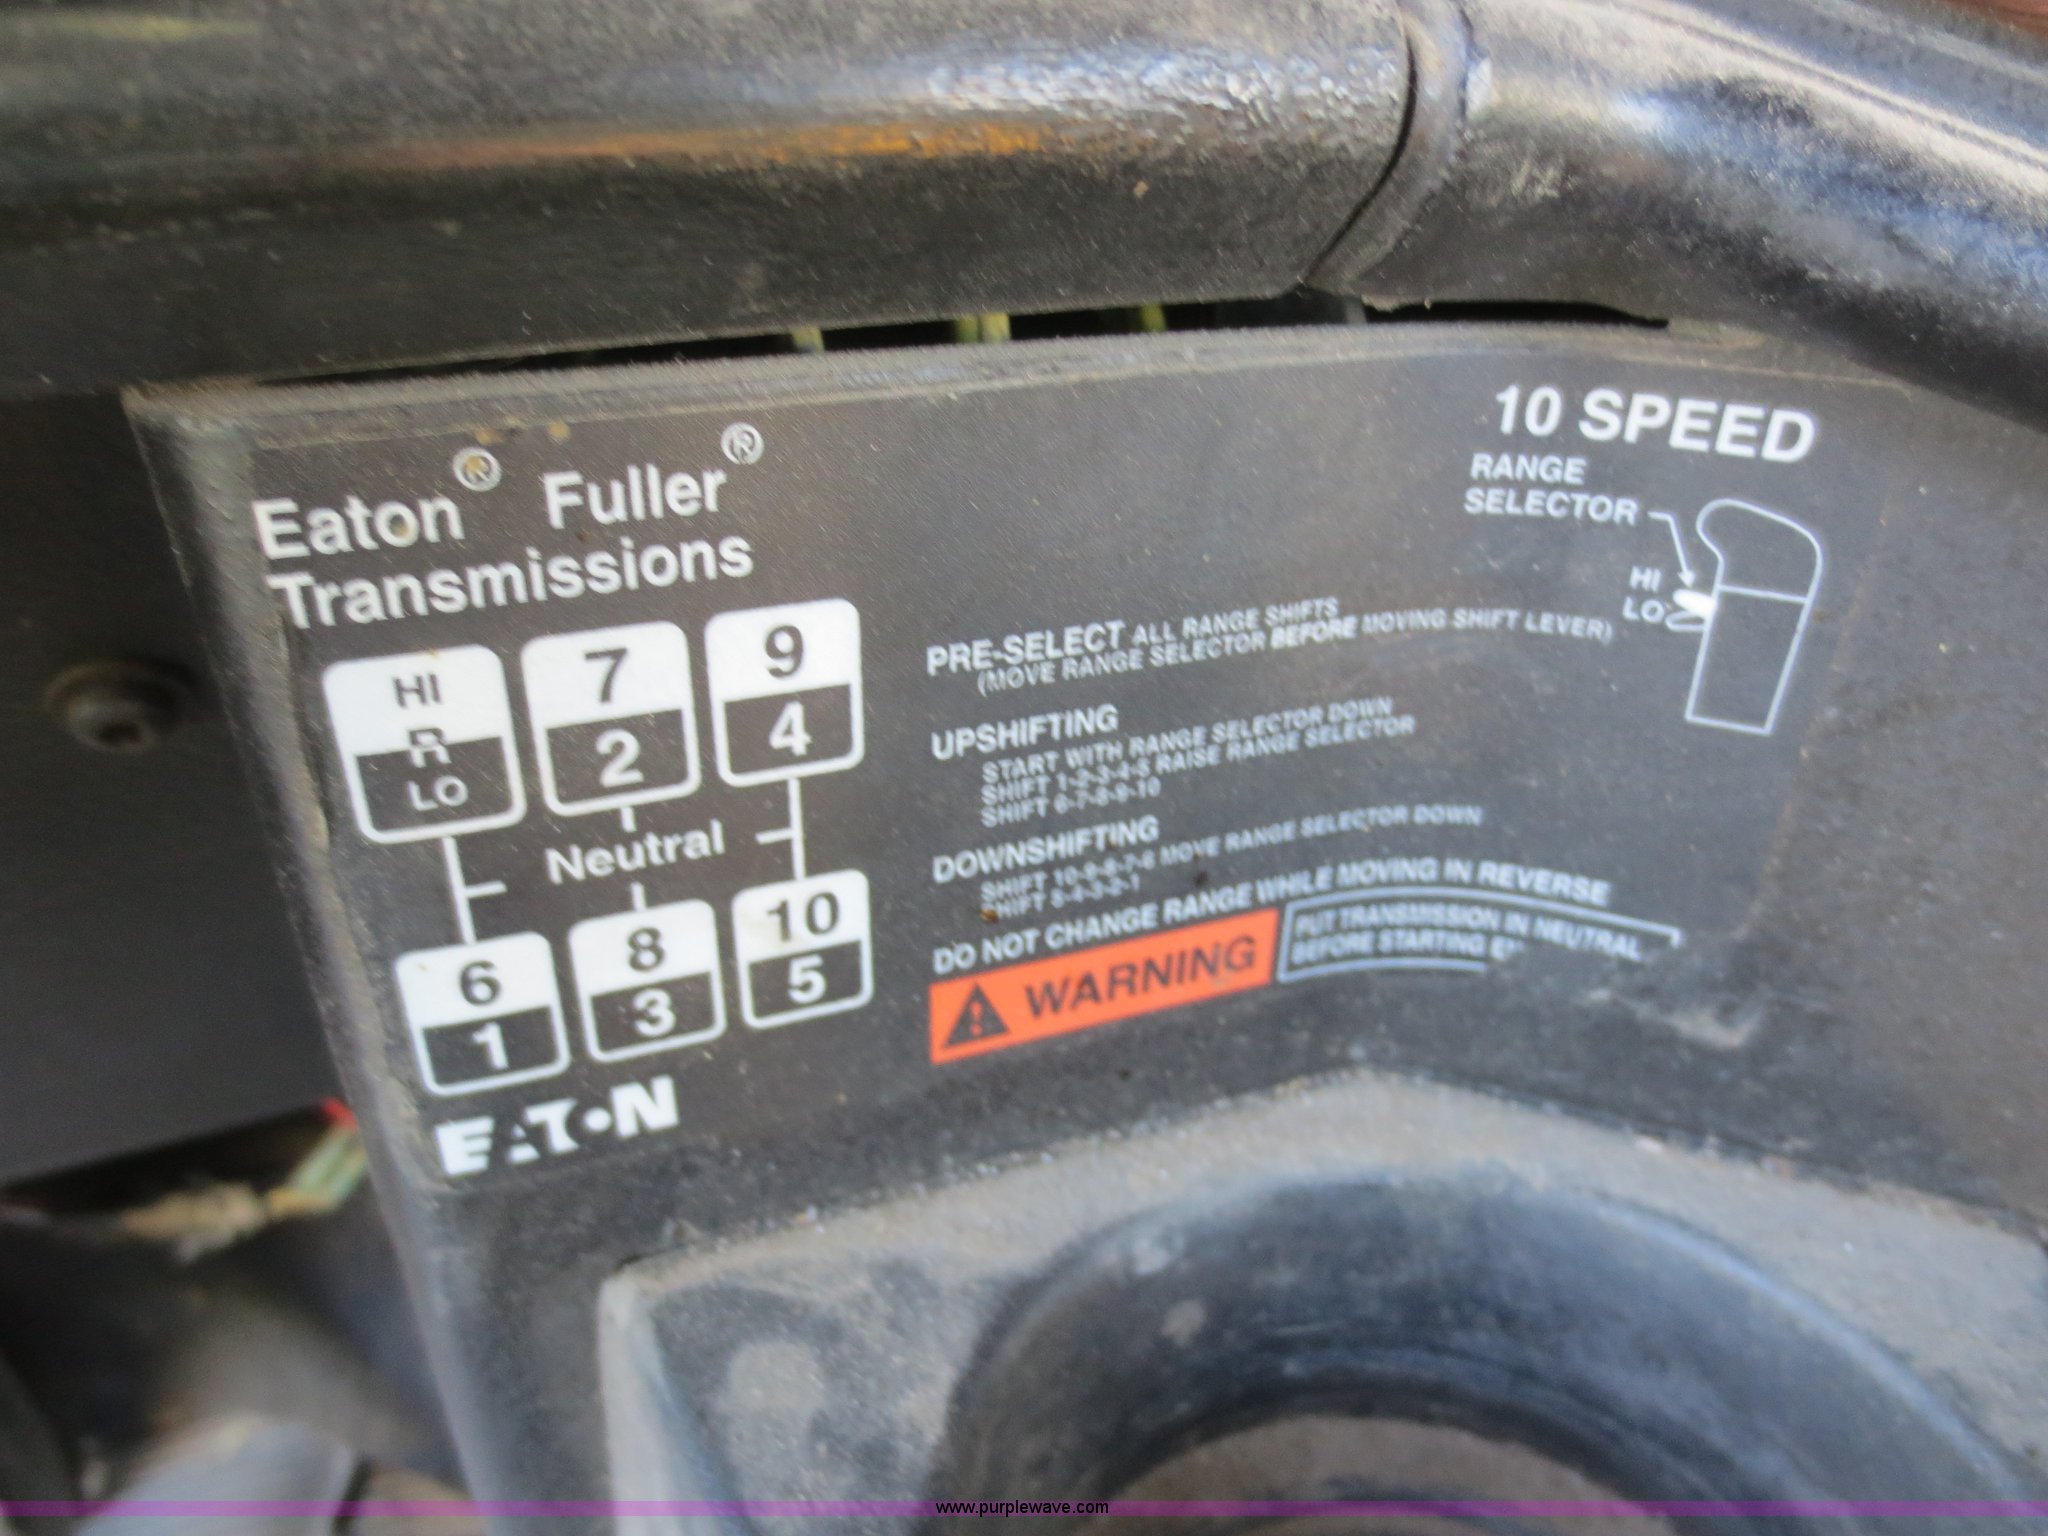 Eaton® Fuller®
Transmissions
HI
R
LO
7
2
9
4
Neutral
6
1
8
3
10
5
EATON
10 SPEED
RANGE
SELECTOR
HI
LO
PRE-SELECT ALL RANGE SHIFTS
(MOVE RANGE SELECTOR BEFORE MOVING SHIFT LEVER)
UPSHIFTING
START WITH RANGE SELECTOR DOWN
SHIFT 1-2-3-4-5 RAISE RANGE SELECTOR
SHIFT 6-7-8-9-10
DOWNSHIFTING
SHIFT 10-9-8-7-6 MOVE RANGE SELECTOR DOWN
SHIFT 5-4-3-2-1
DO NOT CHANGE RANGE WHILE MOVING IN REVERSE
WARNING
PUT TRANSMISSION IN NEUTRAL
BEFORE STARTING
www.purplewave.com